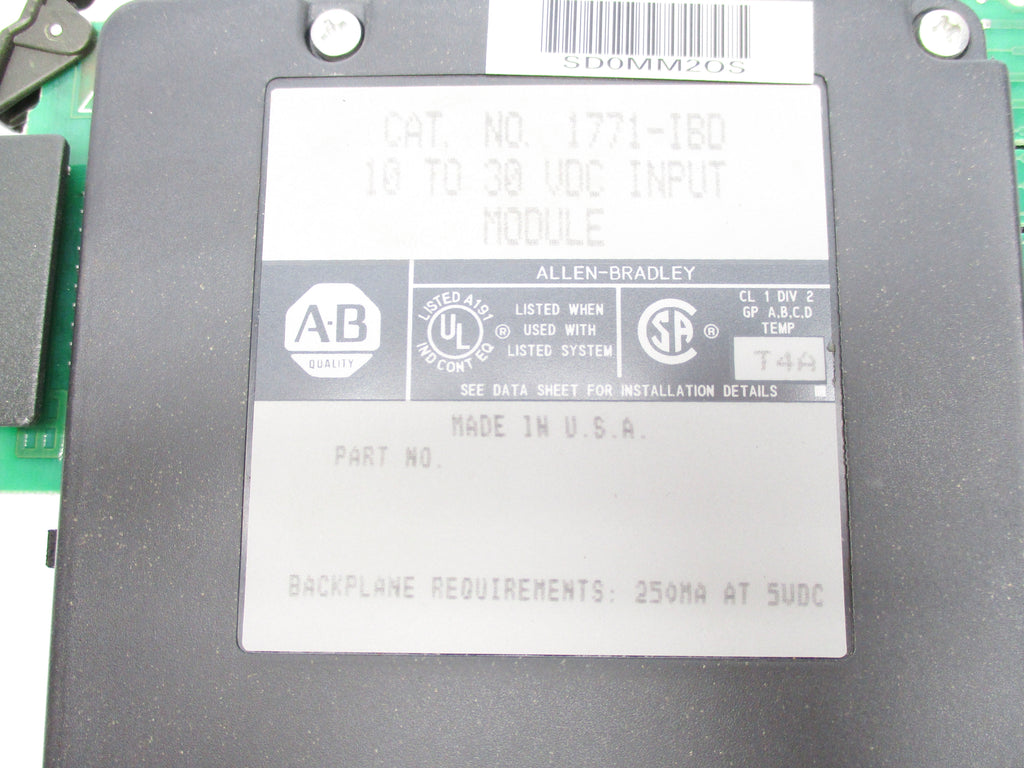 SD0MM2OS
CAT. NO. 1771-IBD
10 TO 30 VDC INPUT
MODULE
ALLEN-BRADLEY
A-B
QUALITY
LISTED A191
UL
IND CONT EQ
®
LISTED WHEN
USED WITH
LISTED SYSTEM
SA
®
CL 1 DIV 2
GP A,B,C,D
TEMP
T4A
SEE DATA SHEET FOR INSTALLATION DETAILS
MADE IN U.S.A.
PART NO.
BACKPLANE REQUIREMENTS: 250MA AT 5VDC